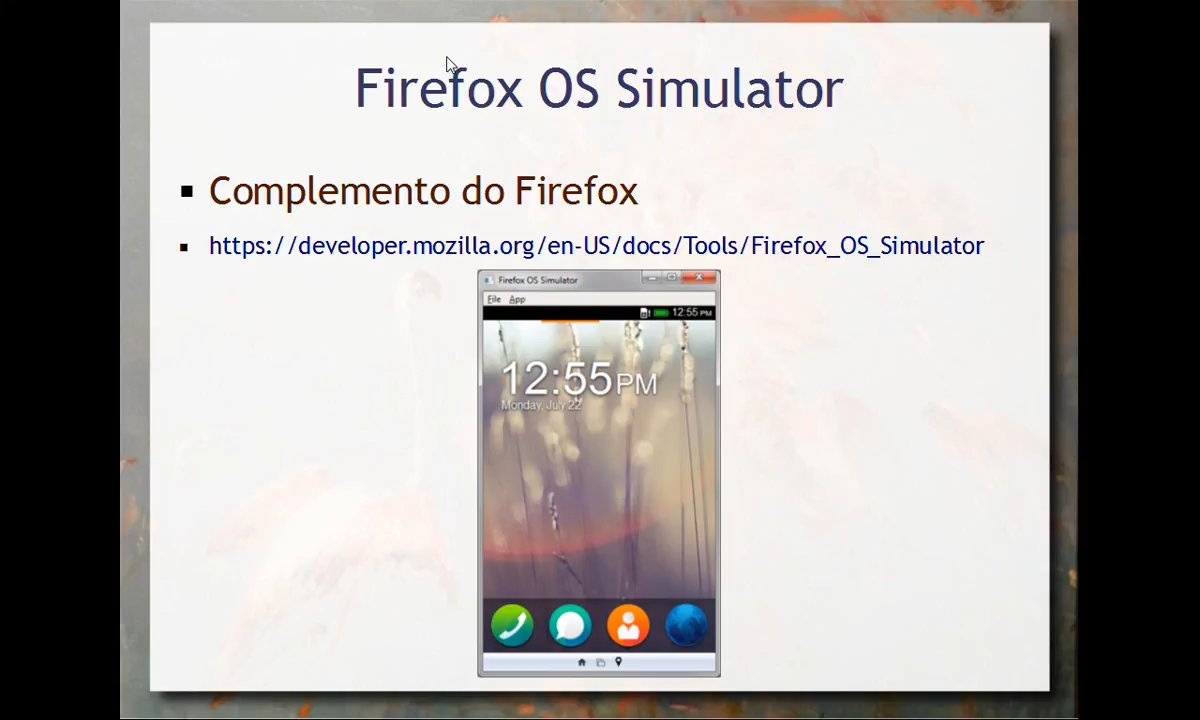 Firefox OS Simulator
Complemento do Firefox
https://developer.mozilla.org/en-US/docs/Tools/Firefox_OS_Simulator
Firefox OS Simulator
File App
12:55 PM
12:55PM
Monday, July 22